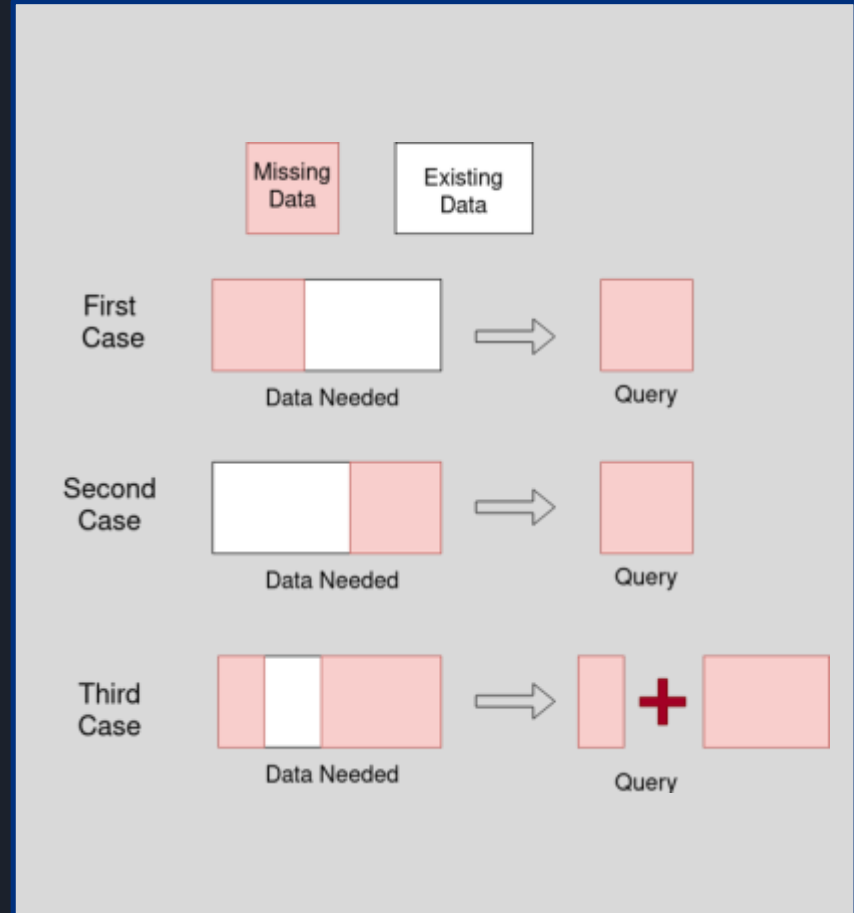 Missing
Data
Existing
Data
First
Case
Data Needed
Query
Second
Case
Data Needed
Query
Third
Case
Data Needed
Query